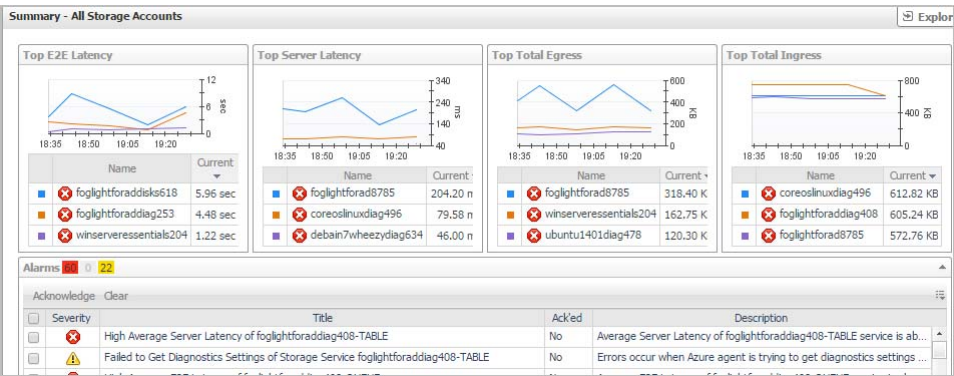 Summary - All Storage Accounts
Explor
Top E2E Latency
12
6
0
sec
18:35 18:50 19:05 19:20
Name Current
foglightforaddisks618 5.96 sec
foglightforaddiag253 4.48 sec
winserveressentials204 1.22 sec
Top Server Latency
340
240
140
40
ms
18:35 18:50 19:05 19:20
Name Current
foglightforad8785 204.20 m
coreoslinuxdiag496 79.58 m
debain7wheezydiag634 46.00 m
Top Total Egress
600
400
200
0
KB
18:35 18:50 19:05 19:20
Name Current
foglightforad8785 318.40 K
winserveressentials204 162.75 K
ubuntu1401diag478 120.30 K
Top Total Ingress
800
400
0
KB
18:35 18:50 19:05 19:20
Name Current
coreoslinuxdiag496 612.82 KB
foglightforaddiag408 605.24 KB
foglightforad8785 572.76 KB
Alarms 60 0 22
Acknowledge Clear
Severity Title Ack'ed Description
High Average Server Latency of foglightforaddiag408-TABLE No Average Server Latency of foglightforaddiag408-TABLE service is ab...
Failed to Get Diagnostics Settings of Storage Service foglightforaddiag408-TABLE No Errors occur when Azure agent is trying to get diagnostics settings ...